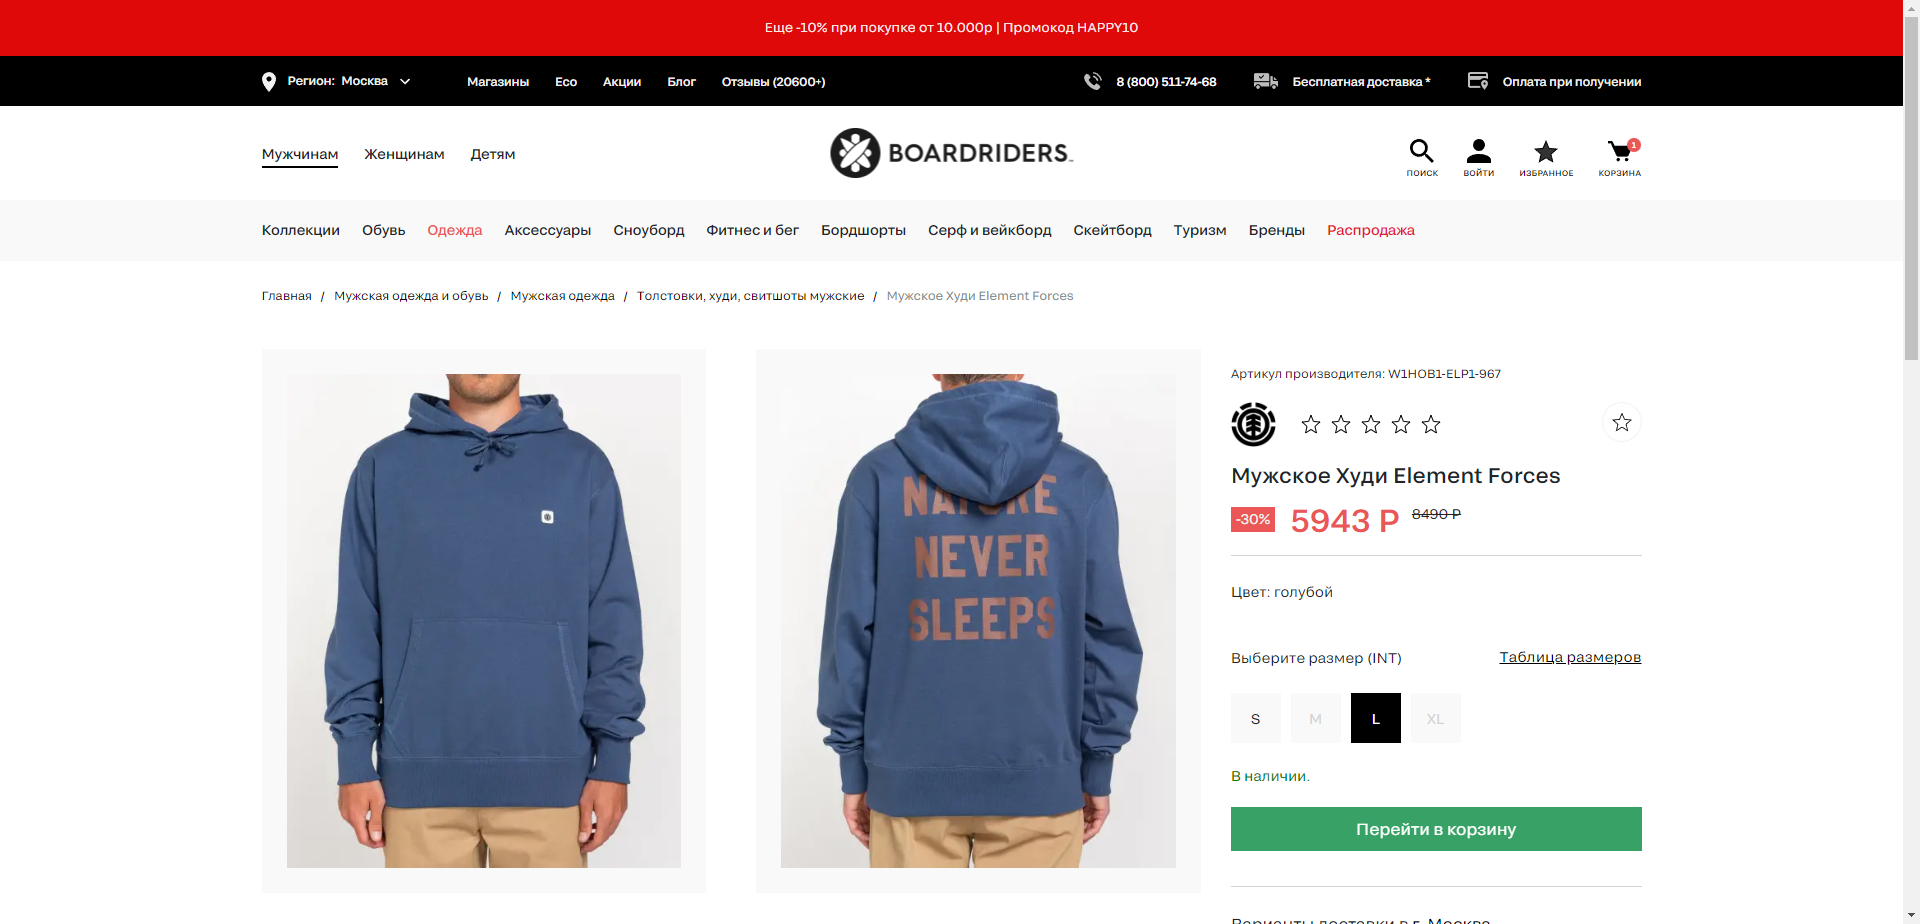 Еще -10% при покупке от 10.000р | Промокод HAPPY10
Регион: Москва
Магазины Eco Акции Блог Отзывы (20600+)
8 (800) 511-74-68 Бесплатная доставка * Оплата при получении
Мужчинам Женщинам Детям
BOARDRIDERS
ПОИСК ВОЙТИ ИЗБРАННОЕ КОРЗИНА
1
Коллекции Обувь Одежда Аксессуары Сноуборд Фитнес и бег Бордшорты Серф и вейкборд Скейтборд Туризм Бренды Распродажа
Главная / Мужская одежда и обувь / Мужская одежда / Толстовки, худи, свитшоты мужские / Мужское Худи Element Forces
NATURE
NEVER
SLEEPS
Артикул производителя: W1HOB1-ELP1-967
Мужское Худи Element Forces
-30% 5943 Р 8490 Р
Цвет: голубой
Выберите размер (INT) Таблица размеров
S M L XL
В наличии.
Перейти в корзину
Варианты доставки в г. Москва